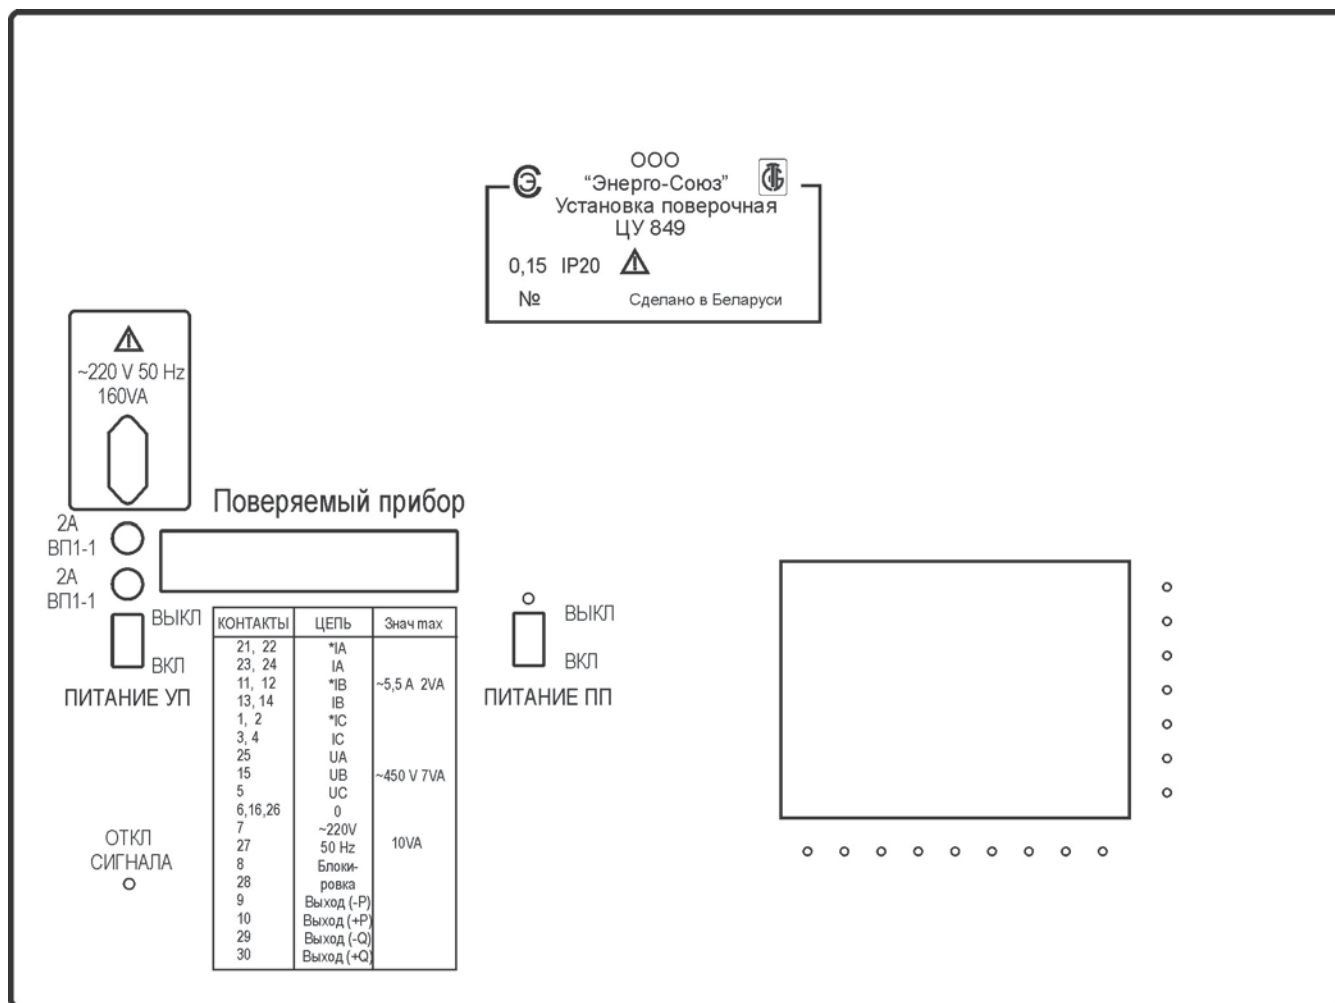 ООО
“Энерго-Союз”
Установка поверочная
ЦУ 849
0,15 IP20
№ Сделано в Беларуси
~220 V 50 Hz
160VA
Поверяемый прибор
2А
ВП1-1
2А
ВП1-1
ВЫКЛ
ВКЛ
ПИТАНИЕ УП
КОНТАКТЫ ЦЕПЬ Знач max
21, 22 *IA
23, 24 IA
11, 12 *IB ~5,5 A 2VA
13, 14 IB
1, 2 *IC
3, 4 IC
25 UA
15 UB ~450 V 7VA
5 UC
6,16,26 0
7 ~220V
27 50 Hz 10VA
8 Блоки-
28 ровка
9 Выход (-P)
10 Выход (+P)
29 Выход (-Q)
30 Выход (+Q)
ВЫКЛ
ВКЛ
ПИТАНИЕ ПП
ОТКЛ
СИГНАЛА